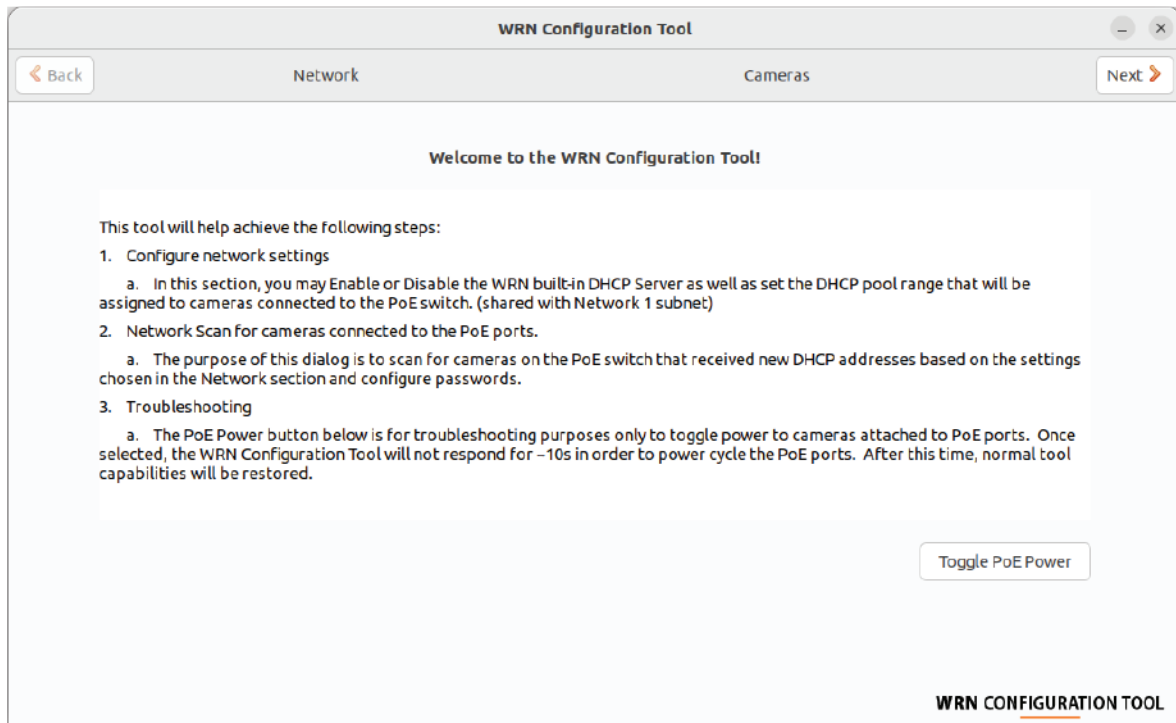 WRN Configuration Tool
Back
Network
Cameras
Next
Welcome to the WRN Configuration Tool!
This tool will help achieve the following steps:
1. Configure network settings
a. In this section, you may Enable or Disable the WRN built-in DHCP Server as well as set the DHCP pool range that will be
assigned to cameras connected to the PoE switch. (shared with Network 1 subnet)
2. Network Scan for cameras connected to the PoE ports.
a. The purpose of this dialog is to scan for cameras on the PoE switch that received new DHCP addresses based on the settings
chosen in the Network section and configure passwords.
3. Troubleshooting
a. The PoE Power button below is for troubleshooting purposes only to toggle power to cameras attached to PoE ports. Once
selected, the WRN Configuration Tool will not respond for ~10s in order to power cycle the PoE ports. After this time, normal tool
capabilities will be restored.
Toggle PoE Power
WRN CONFIGURATION TOOL